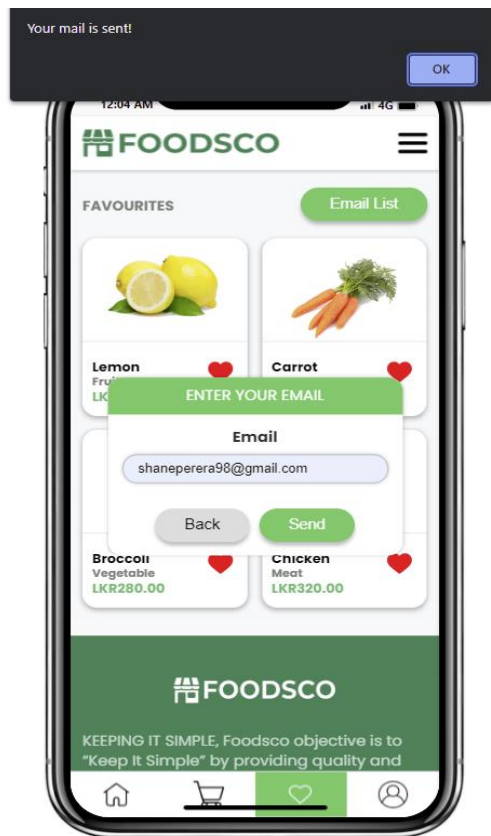 Your mail is sent!
OK
12:04 AM 4G
FOODSCO
FAVOURITES Email List
Lemon Carrot
LK
ENTER YOUR EMAIL
Email
shaneperera98@gmail.com
Back Send
Broccoli Chicken
Vegetable Meat
LKR280.00 LKR320.00
FOODSCO
KEEPING IT SIMPLE, Foodsco objective is to
"Keep It Simple" by providing quality and